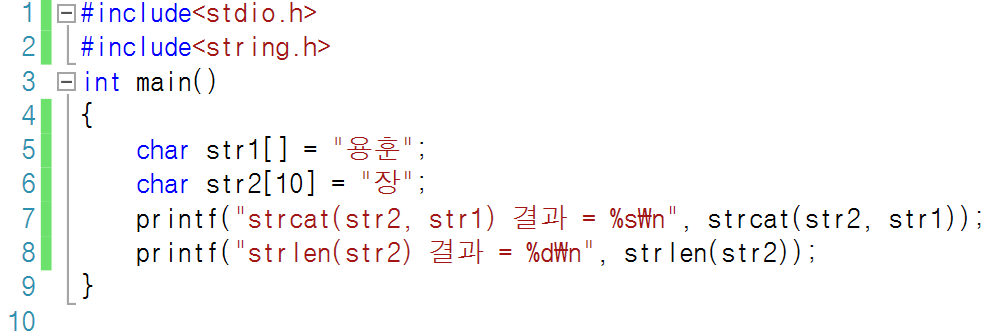 1 #include<stdio.h>
2 #include<string.h>
3 int main()
4 {
5 char str1[] = "용훈";
6 char str2[10] = "장";
7 printf("strcat(str2, str1) 결과 = %s₩n", strcat(str2, str1));
8 printf("strlen(str2) 결과 = %d₩n", strlen(str2));
9 }
10